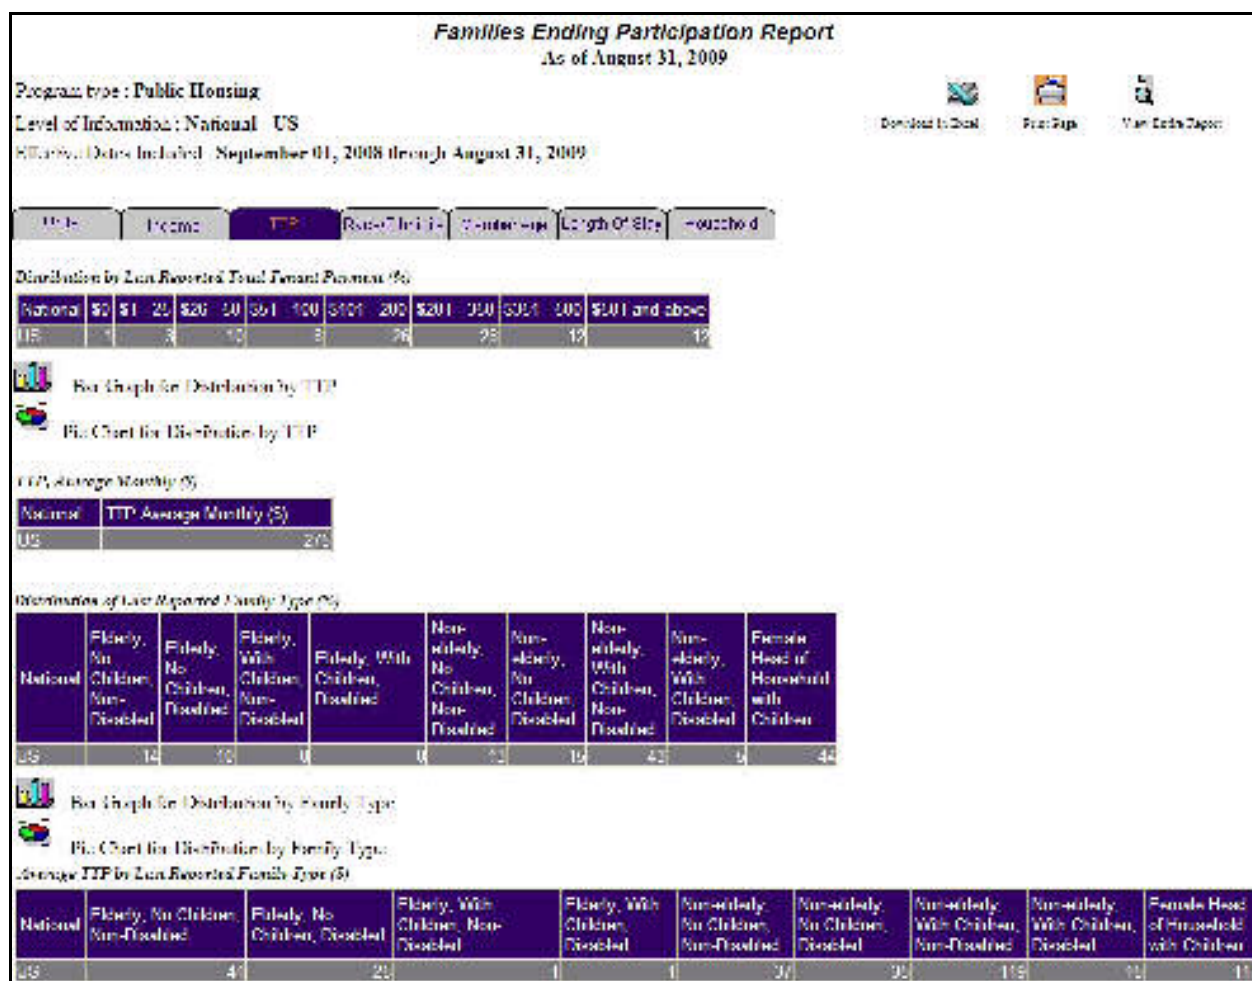 Families Ending Participation Report
As of August 31, 2009
Program type : Public Housing
Level of Information : National US
Effective Dates Included : September 01, 2008 through August 31, 2009
Download in Excel Print Page View Entire Report
Units Income TTP Race/Ethnicity Member age Length Of Stay Household
Distribution by Last Reported Total Tenant Payment (%)
National $0 $1 - 25 $26 - 50 $51 - 100 $101 - 200 $201 - 350 $351 - 500 $501 and above
US 12 12
Bar Graph for Distribution by TTP
Pie Chart for Distribution by TTP
TTP, Average Monthly ($)
National TTP Average Monthly ($)
US
Distribution of Last Reported Family Type (%)
National Elderly, No Children, Non-Disabled Elderly, No Children, Disabled Elderly, With Children, Non-Disabled Elderly, With Children, Disabled Non-elderly, No Children, Non-Disabled Non-elderly, No Children, Disabled Non-elderly, With Children, Non-Disabled Non-elderly, With Children, Disabled Female Head of Household with Children
US 14 0 0 44
Bar Graph for Distribution by Family Type
Pie Chart for Distribution by Family Type
Average TTP by Last Reported Family Type ($)
National Elderly, No Children, Non-Disabled Elderly, No Children, Disabled Elderly, With Children, Non-Disabled Elderly, With Children, Disabled Non-elderly, No Children, Non-Disabled Non-elderly, No Children, Disabled Non-elderly, With Children, Non-Disabled Non-elderly, With Children, Disabled Female Head of Household with Children
US 1 1 119